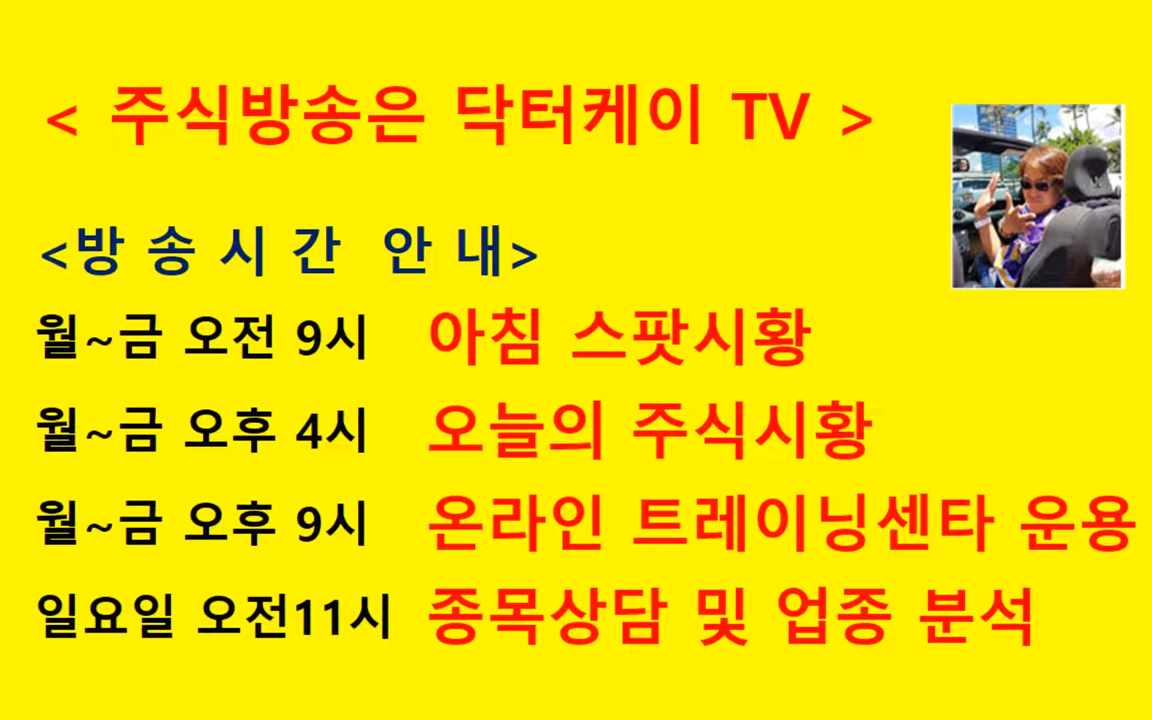 < 주식방송은 닥터케이 TV >
<방 송 시 간 안 내>
월~금 오전 9시 아침 스팟시황
월~금 오후 4시 오늘의 주식시황
월~금 오후 9시 온라인 트레이닝센타 운용
일요일 오전11시 종목상담 및 업종 분석